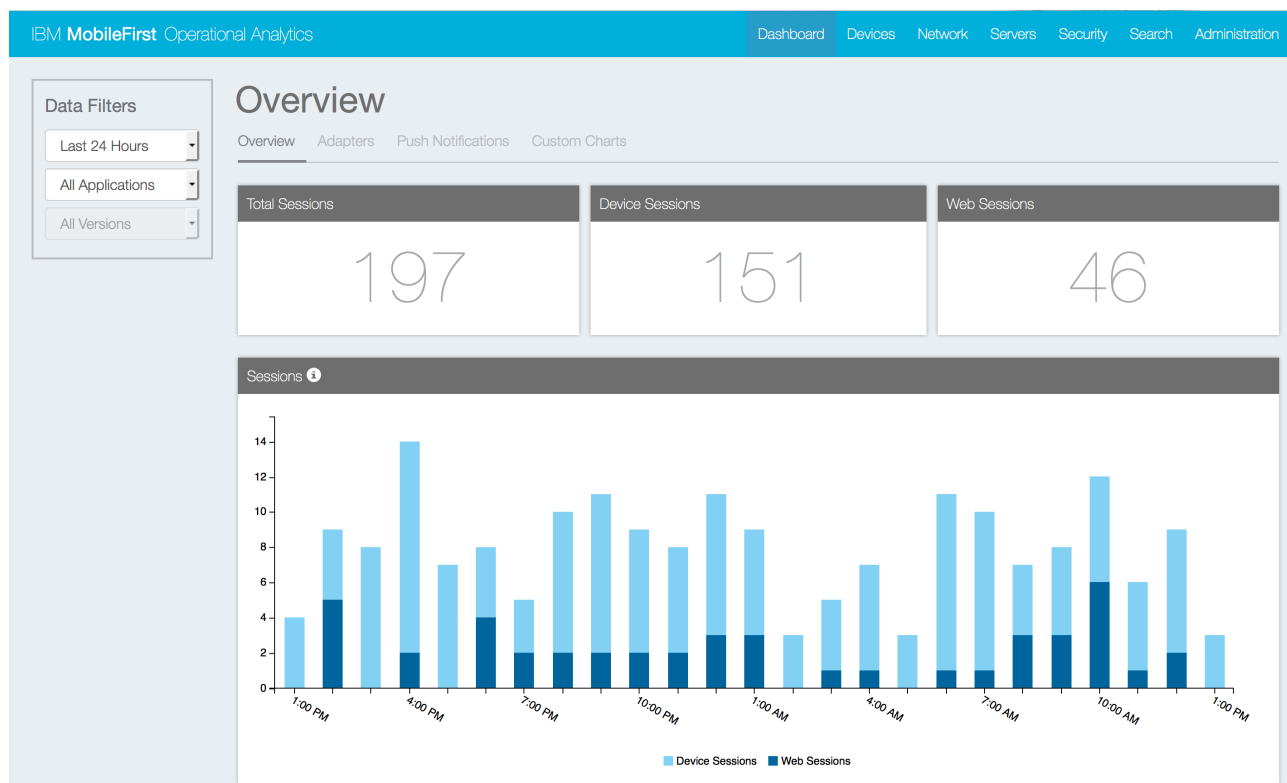 IBM MobileFirst Operational Analytics
Dashboard Devices Network Servers Security Search Administration
Data Filters
Last 24 Hours
All Applications
All Versions
Overview
Overview Adapters Push Notifications Custom Charts
Total Sessions
197
Device Sessions
151
Web Sessions
46
Sessions
14
12
10
8
6
4
2
0
1:00 PM 4:00 PM 7:00 PM 10:00 PM 1:00 AM 4:00 AM 7:00 AM 10:00 AM 1:00 PM
Device Sessions Web Sessions